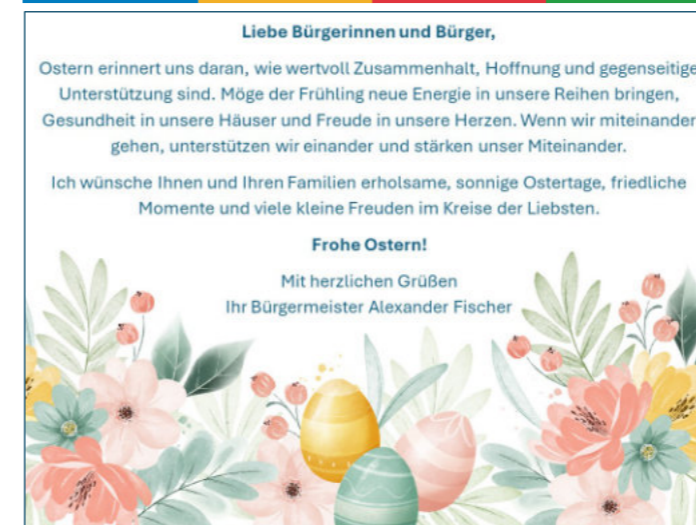 Liebe Bürgerinnen und Bürger,
Ostern erinnert uns daran, wie wertvoll Zusammenhalt, Hoffnung und gegenseitige
Unterstützung sind. Möge der Frühling neue Energie in unsere Reihen bringen,
Gesundheit in unsere Häuser und Freude in unsere Herzen. Wenn wir miteinander
gehen, unterstützen wir einander und stärken unser Miteinander.
Ich wünsche Ihnen und Ihren Familien erholsame, sonnige Ostertage, friedliche
Momente und viele kleine Freuden im Kreise der Liebsten.
Frohe Ostern!
Mit herzlichen Grüßen
Ihr Bürgermeister Alexander Fischer